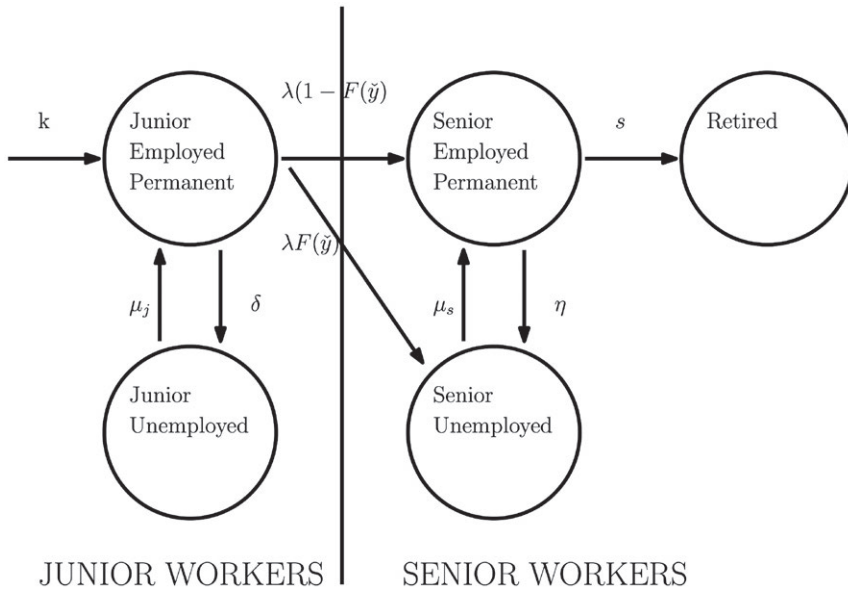 λ(1 − F(y̌)
k
Junior
Employed
Permanent
Senior
Employed
Permanent
s
Retired
λF(y̌)
μⱼ
δ
μₛ
η
Junior
Unemployed
Senior
Unemployed
JUNIOR WORKERS
SENIOR WORKERS